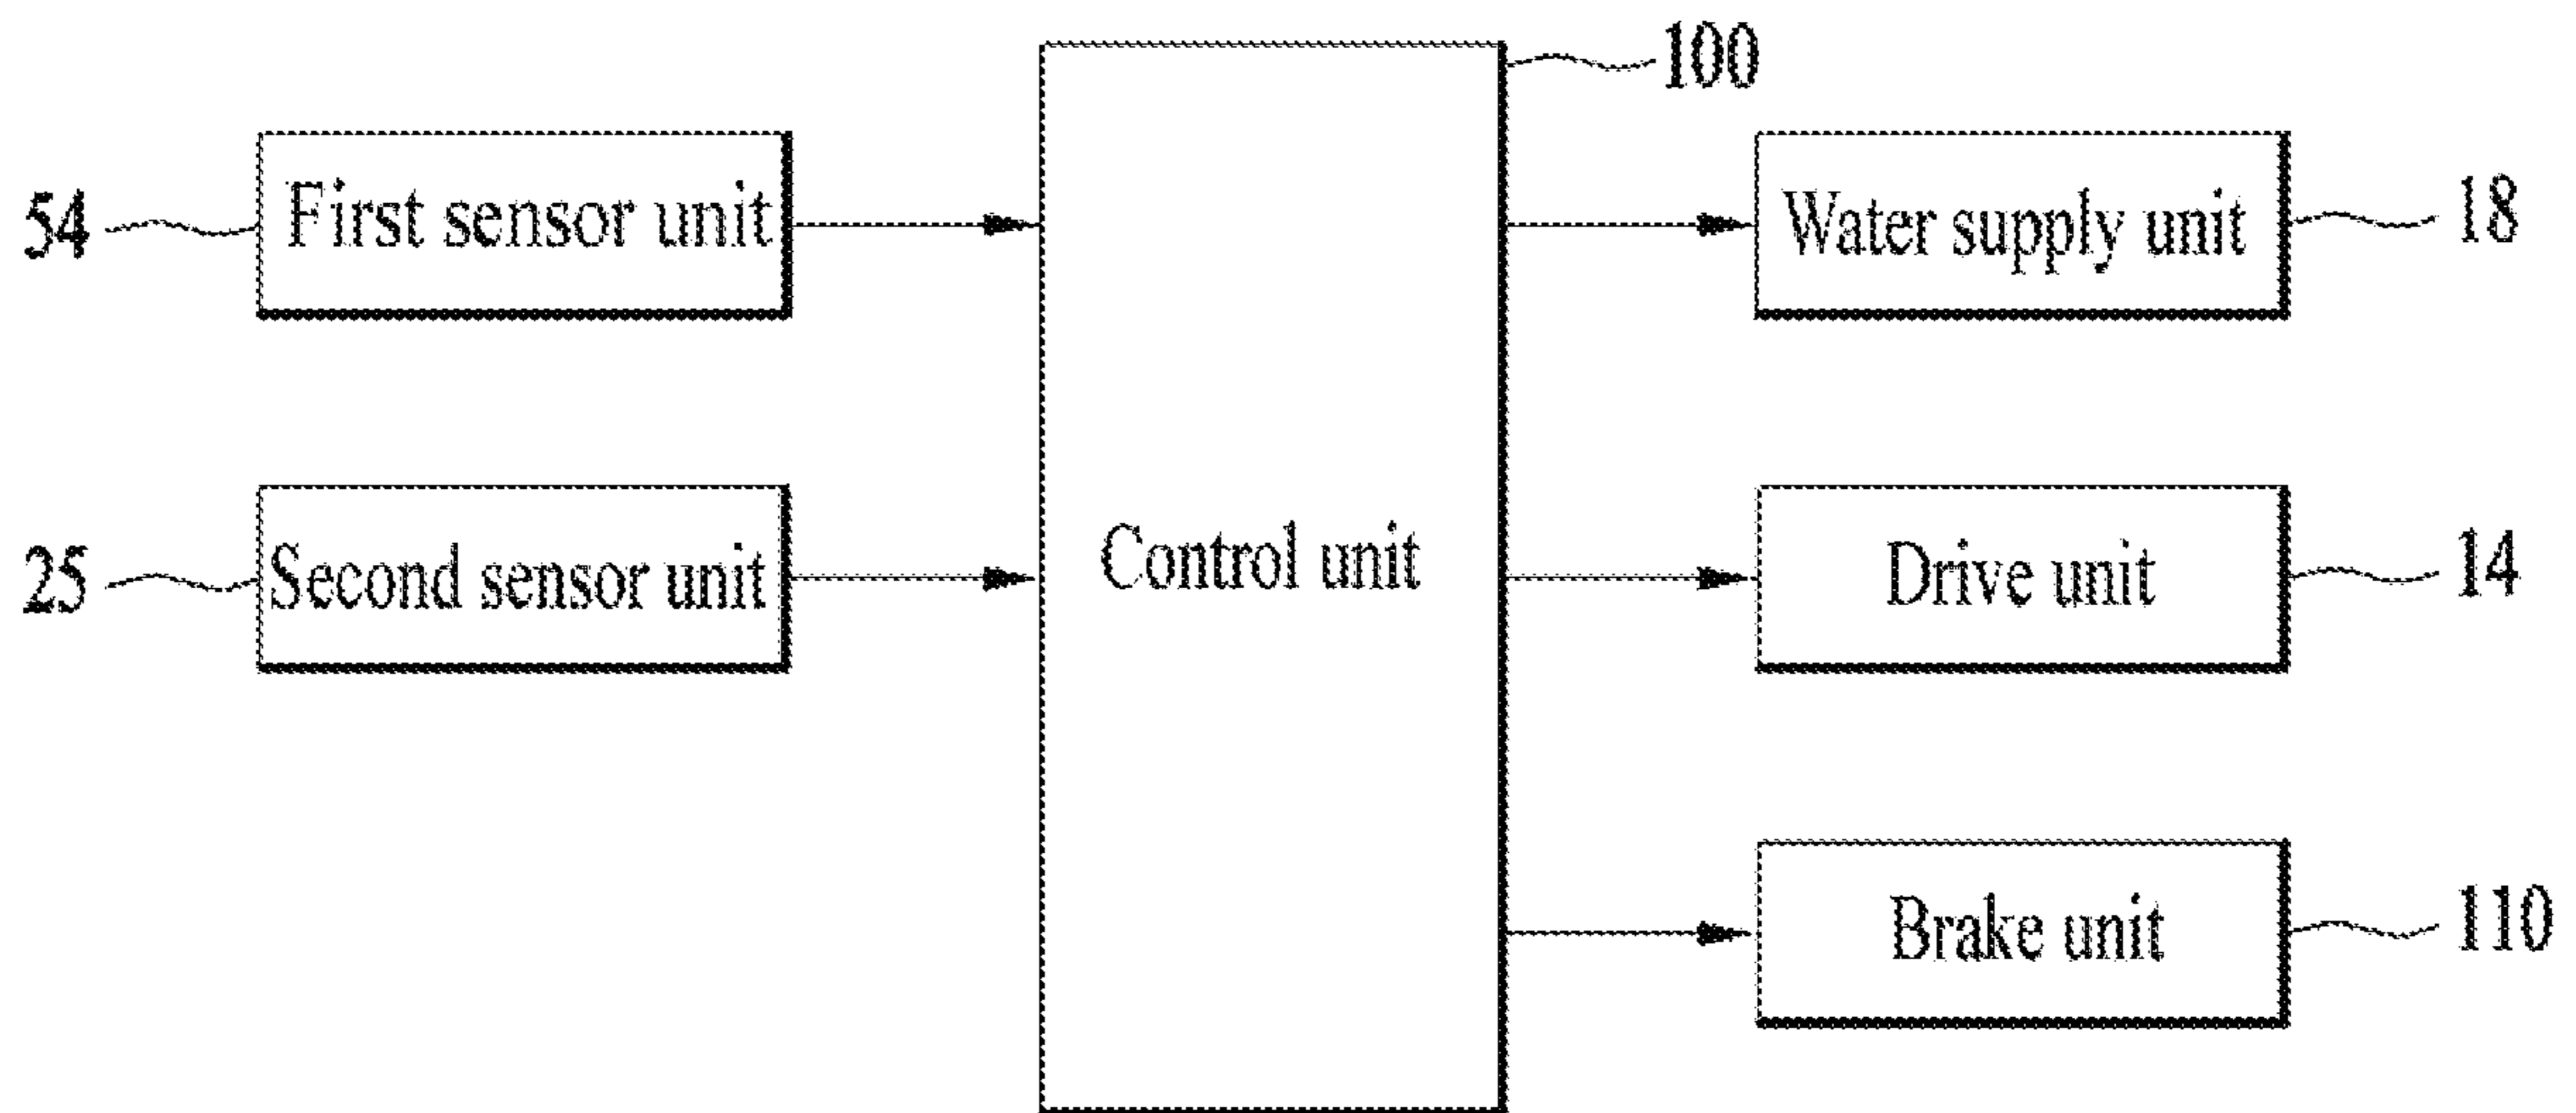 100
54 First sensor unit Water supply unit 18
25 Second sensor unit Control unit Drive unit 14
Brake unit 110